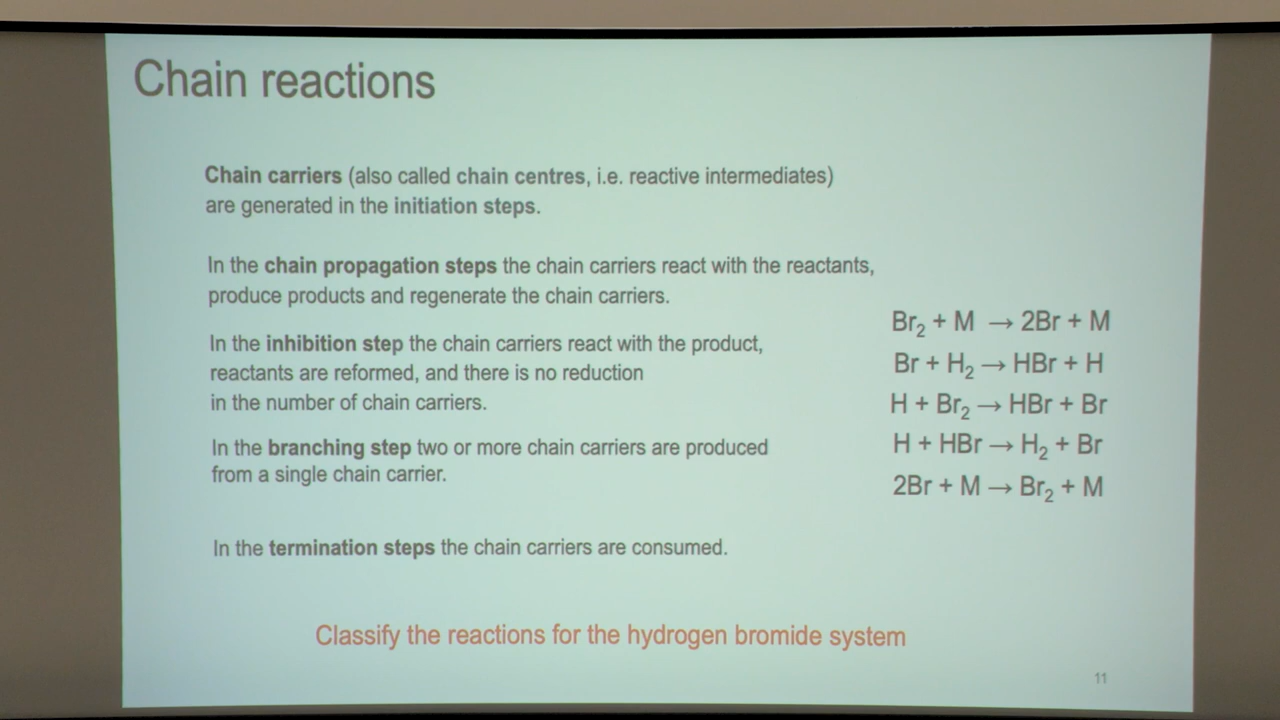 Chain reactions
Chain carriers (also called chain centres, i.e. reactive intermediates)
are generated in the initiation steps.
In the chain propagation steps the chain carriers react with the reactants,
produce products and regenerate the chain carriers.
In the inhibition step the chain carriers react with the product,
reactants are reformed, and there is no reduction
in the number of chain carriers.
In the branching step two or more chain carriers are produced
from a single chain carrier.
In the termination steps the chain carriers are consumed.
Br₂ + M → 2Br + M
Br + H₂ → HBr + H
H + Br₂ → HBr + Br
H + HBr → H₂ + Br
2Br + M → Br₂ + M
Classify the reactions for the hydrogen bromide system
11